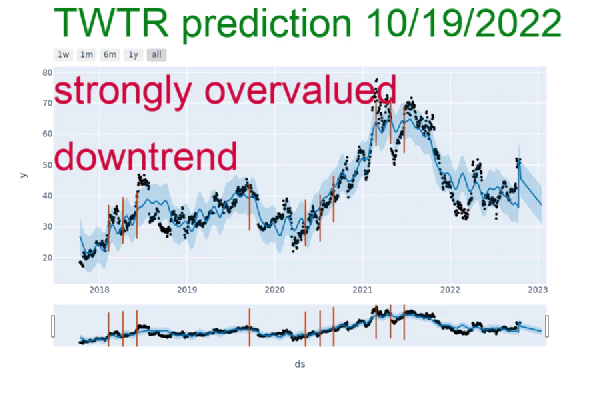 TWTR prediction 10/19/2022
1w 1m 6m 1y all
80
strongly overvalued
70
60
downtrend
50
y
40
30
20
2018 2019 2020 2021 2022 2023
ds